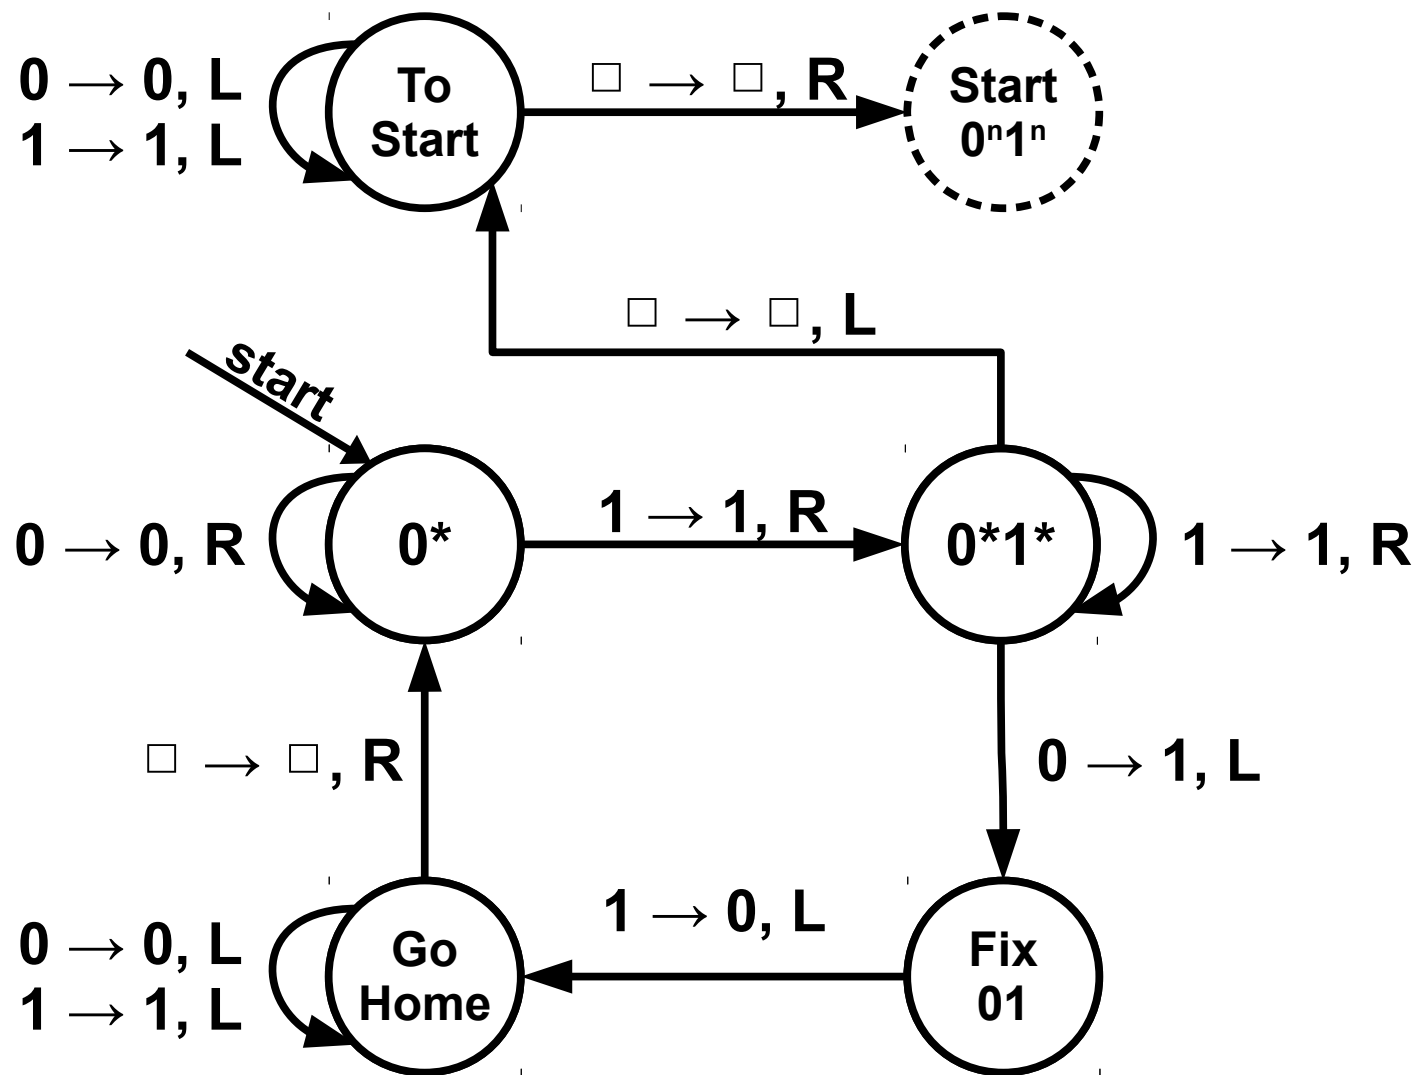 0 → 0, L
1 → 1, L
To
Start
□ → □, R
Start
0ⁿ1ⁿ
□ → □, L
start
0 → 0, R
0*
1 → 1, R
0*1*
1 → 1, R
□ → □, R
0 → 1, L
0 → 0, L
1 → 1, L
Go
Home
1 → 0, L
Fix
01